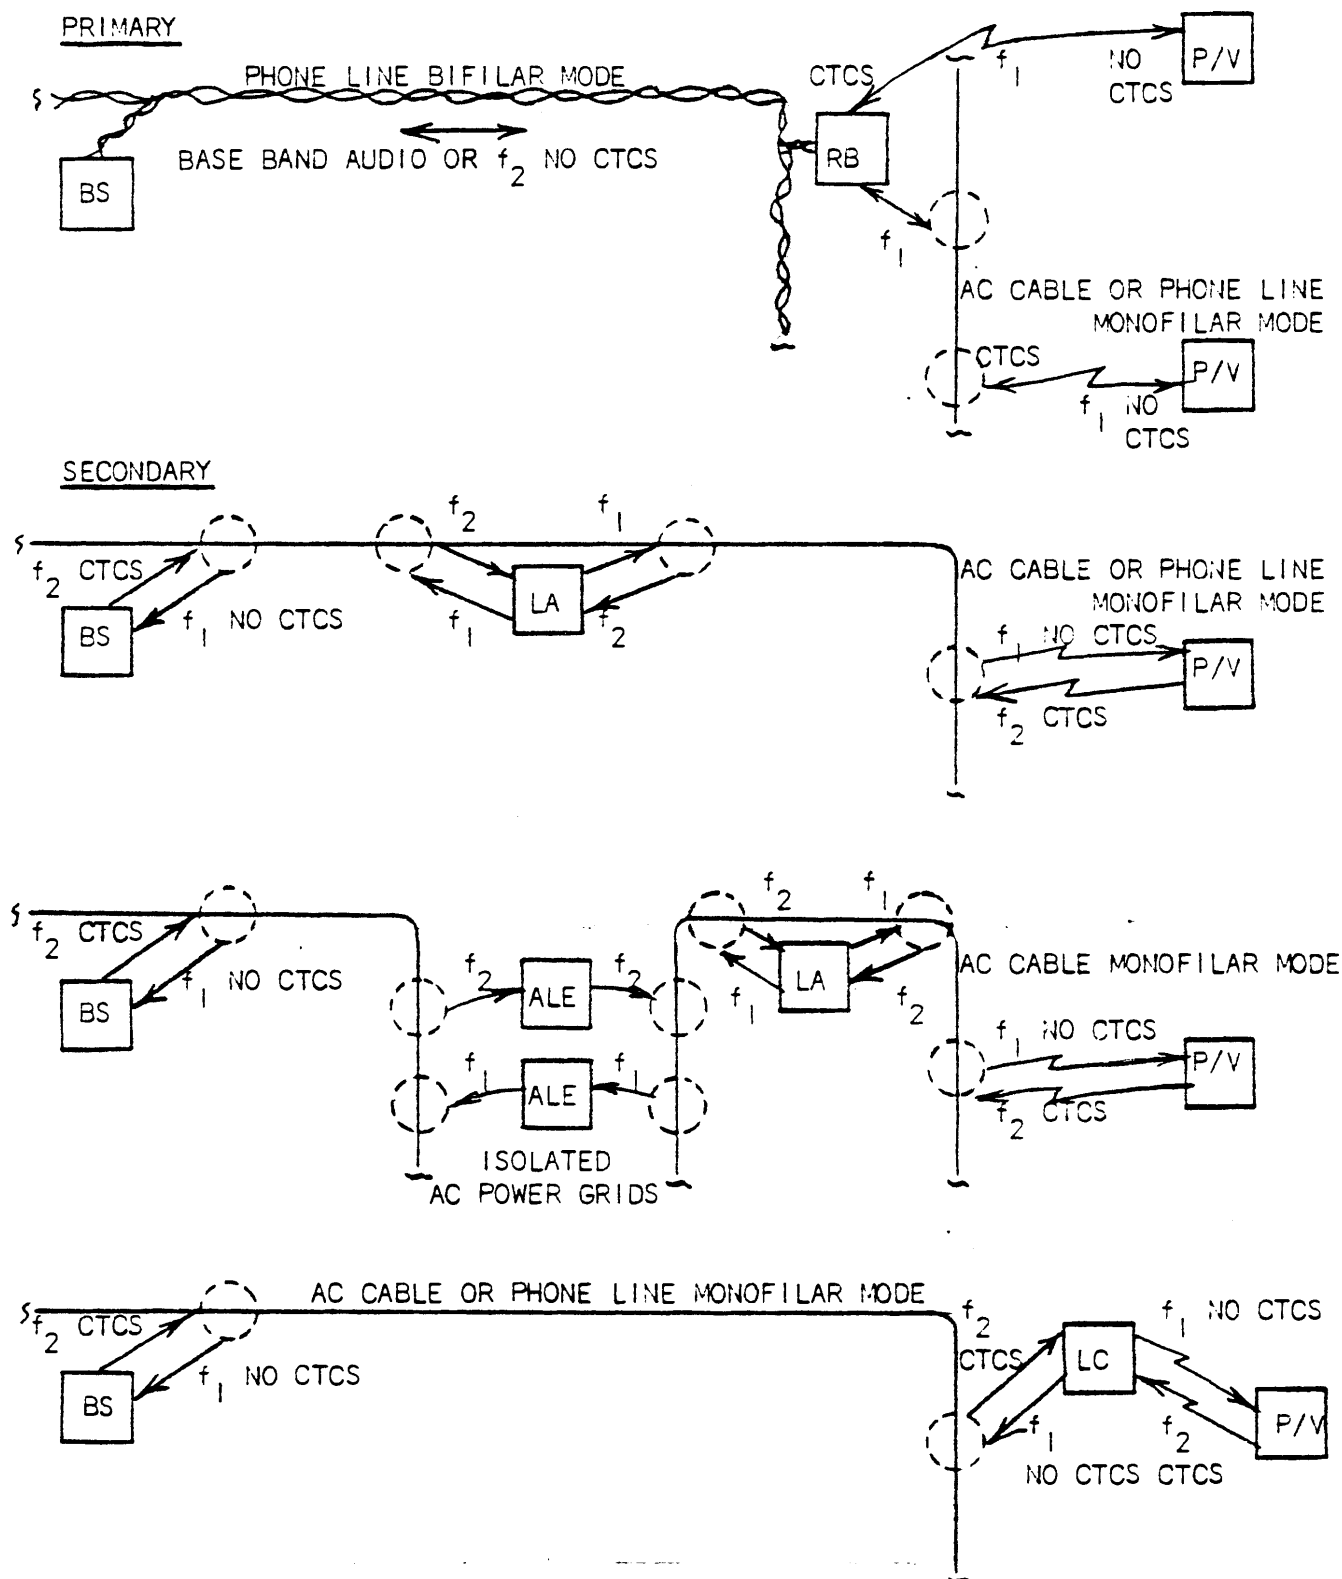 PRIMARY
PHONE LINE BIFILAR MODE
BASE BAND AUDIO OR f2 NO CTCS
BS
CTCS
RB
f1
NO
CTCS
P/V
f1
AC CABLE OR PHONE LINE
MONOFILAR MODE
CTCS
P/V
f1 NO
CTCS
SECONDARY
f2 CTCS
f1 NO CTCS
BS
f2
f1
LA
f1
f2
AC CABLE OR PHONE LINE
MONOFILAR MODE
f1 NO CTCS
P/V
f2 CTCS
f2 CTCS
f1 NO CTCS
BS
f2
ALE
f2
f1
ALE
f1
ISOLATED
AC POWER GRIDS
f2
f1
LA
f1
f2
AC CABLE MONOFILAR MODE
f1 NO CTCS
P/V
f2 CTCS
AC CABLE OR PHONE LINE MONOFILAR MODE
f2 CTCS
f1 NO CTCS
BS
f2
CTCS
LC
f1 NO CTCS
P/V
f1
f2
NO CTCS CTCS